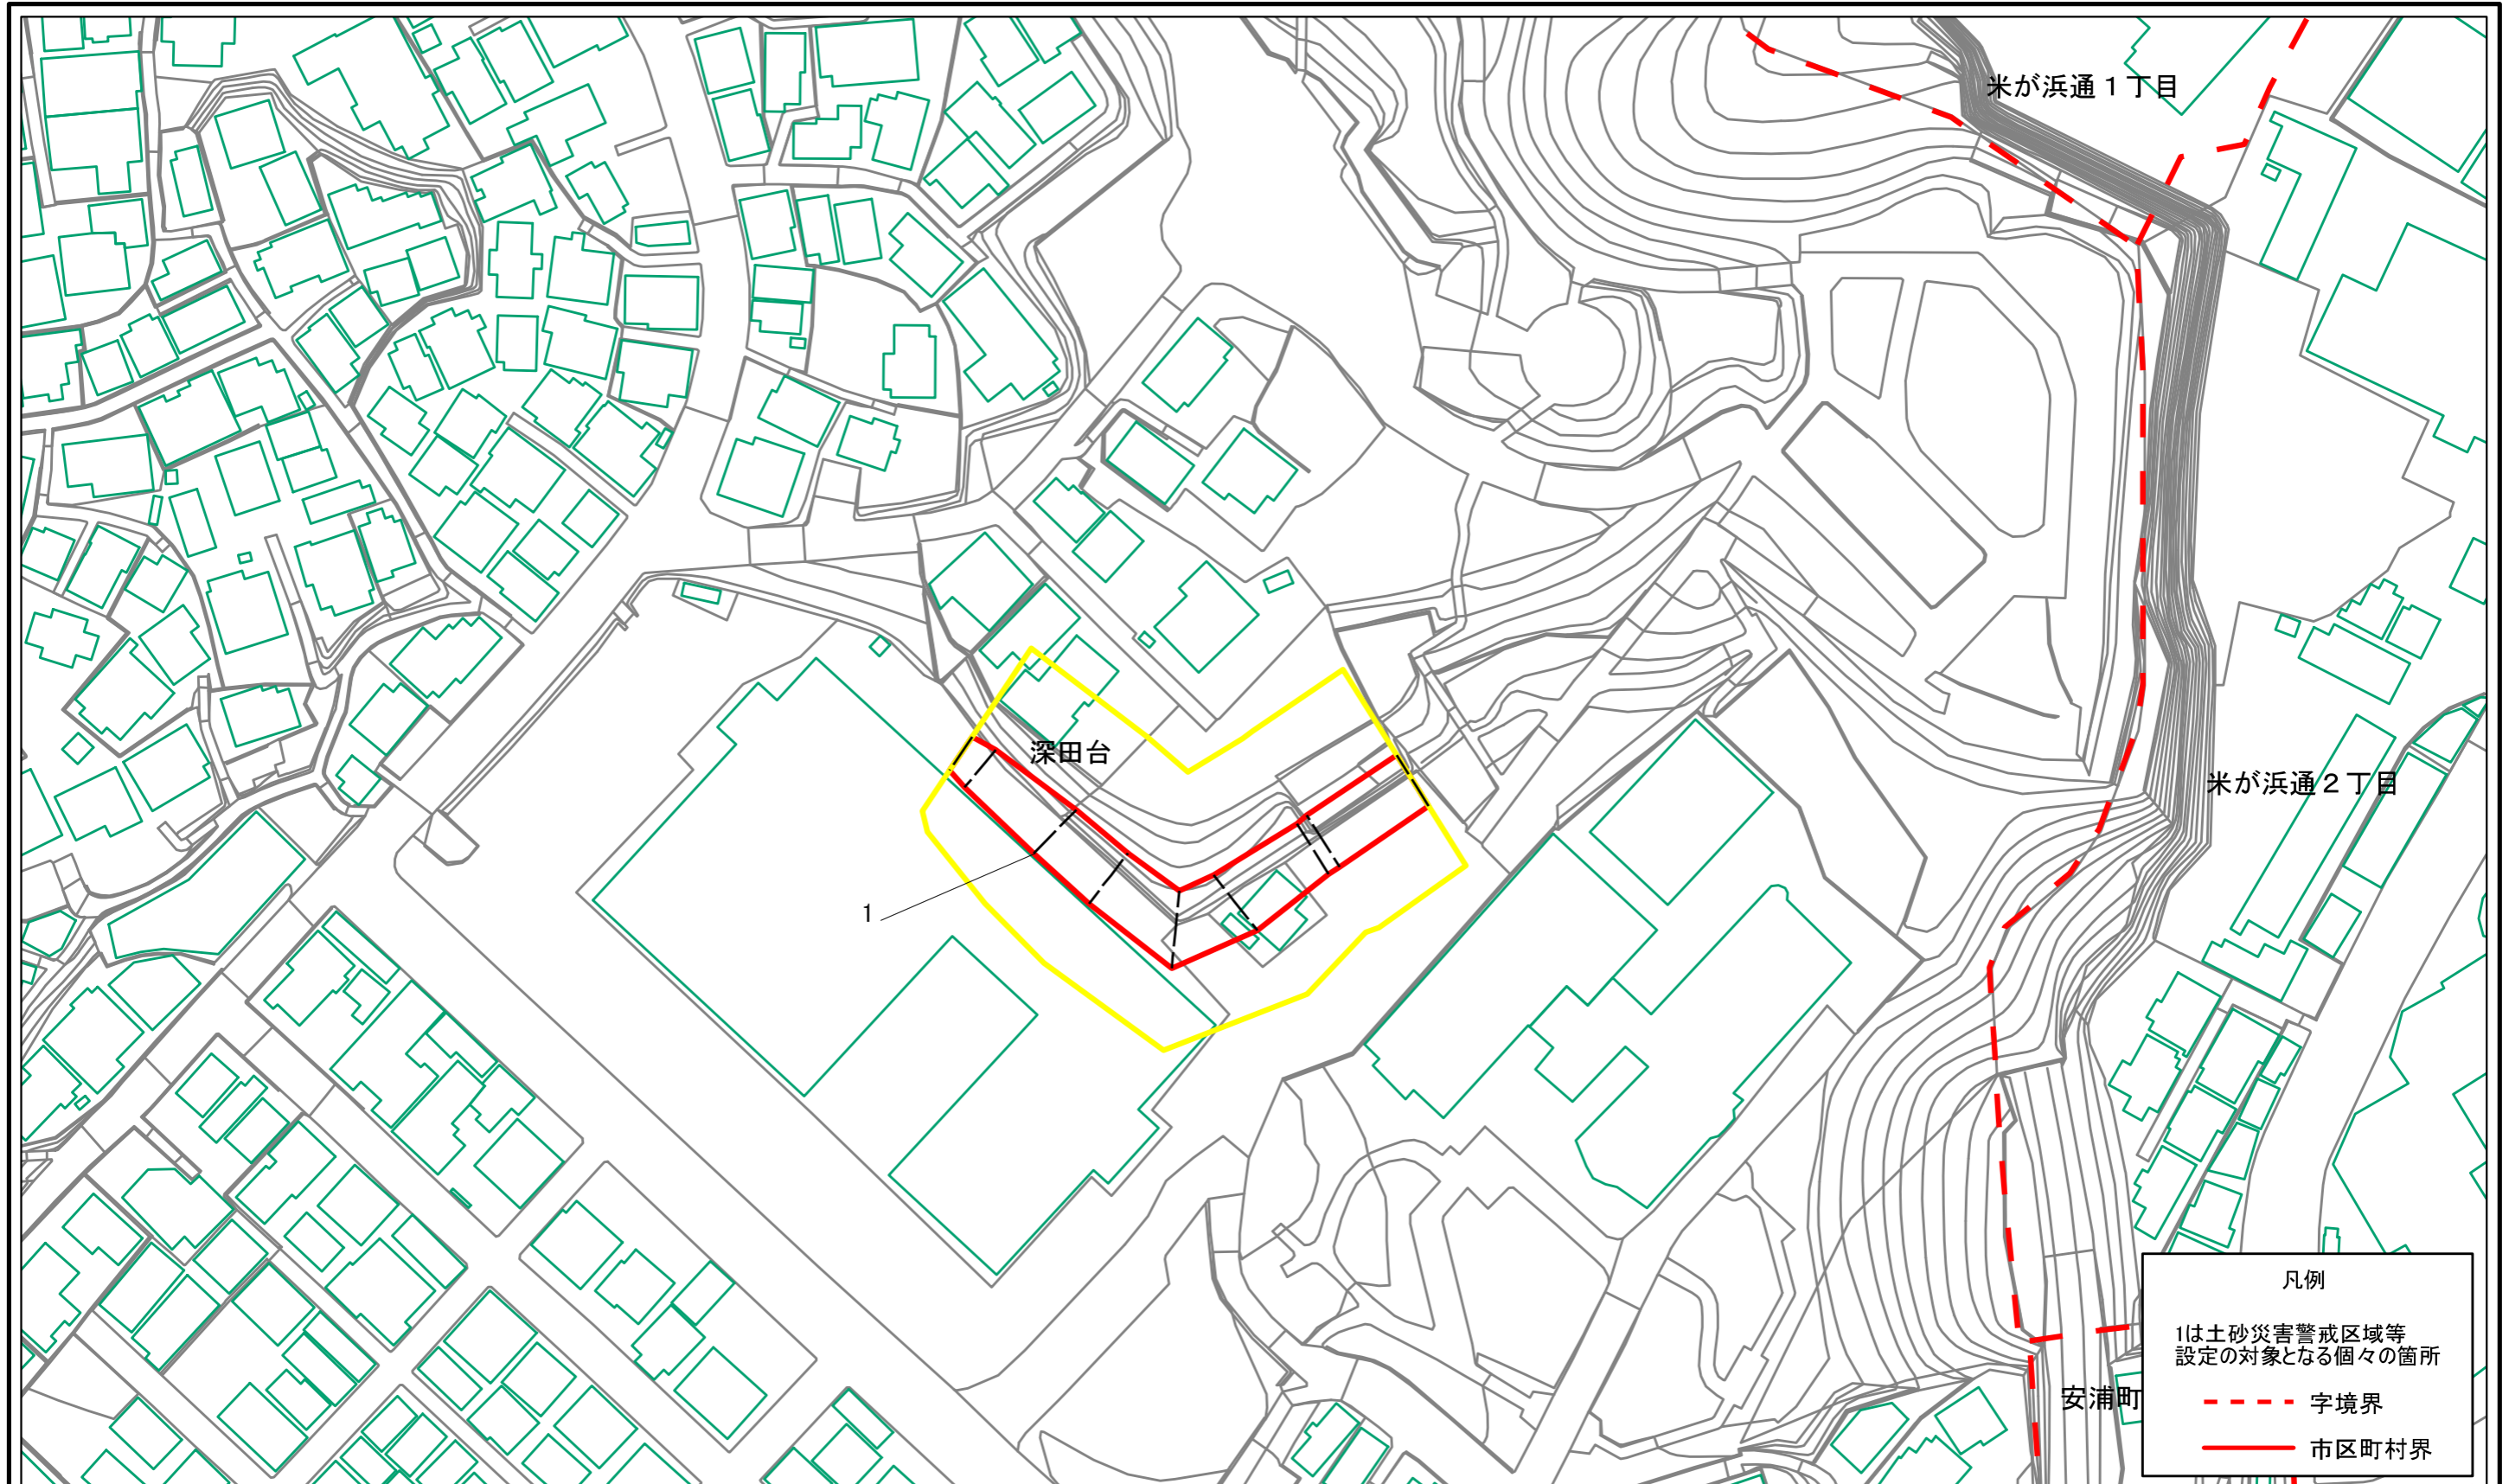 米が浜通１丁目
深田台
米が浜通２丁目
1
凡例
1は土砂災害警戒区域等
設定の対象となる個々の箇所
字境界
市区町村界
安浦町